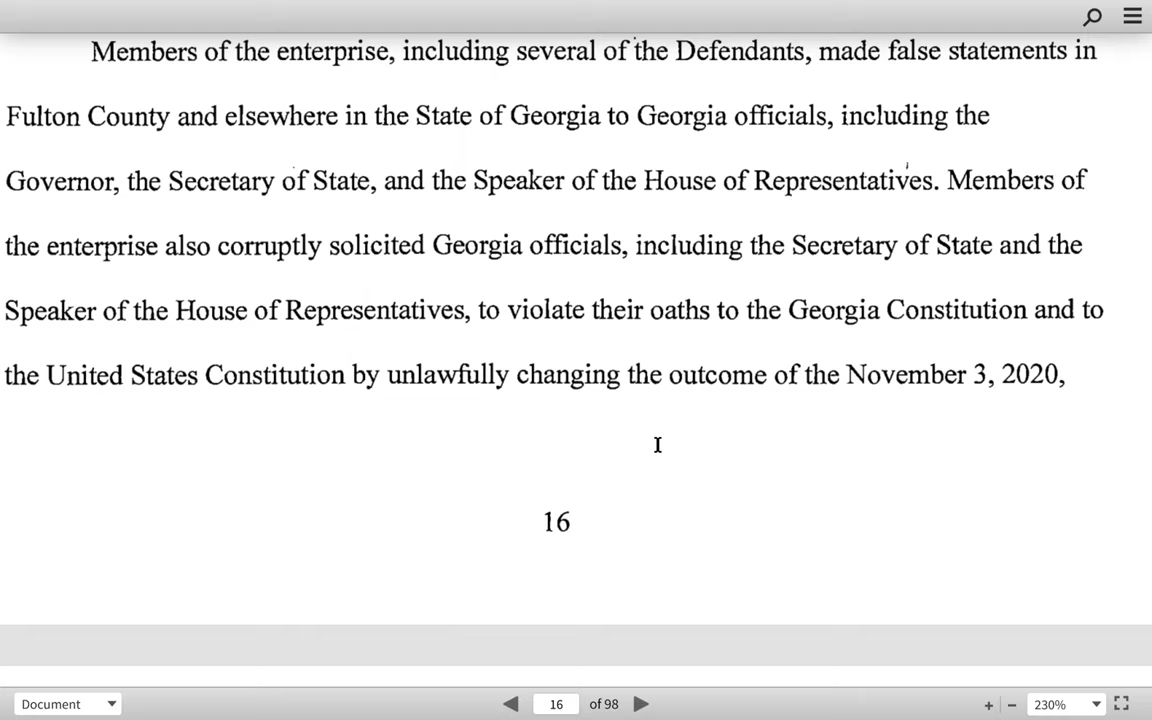 Members of the enterprise, including several of the Defendants, made false statements in
Fulton County and elsewhere in the State of Georgia to Georgia officials, including the
Governor, the Secretary of State, and the Speaker of the House of Representatives. Members of
the enterprise also corruptly solicited Georgia officials, including the Secretary of State and the
Speaker of the House of Representatives, to violate their oaths to the Georgia Constitution and to
the United States Constitution by unlawfully changing the outcome of the November 3, 2020,
16
Document 16 of 98 + − 230%